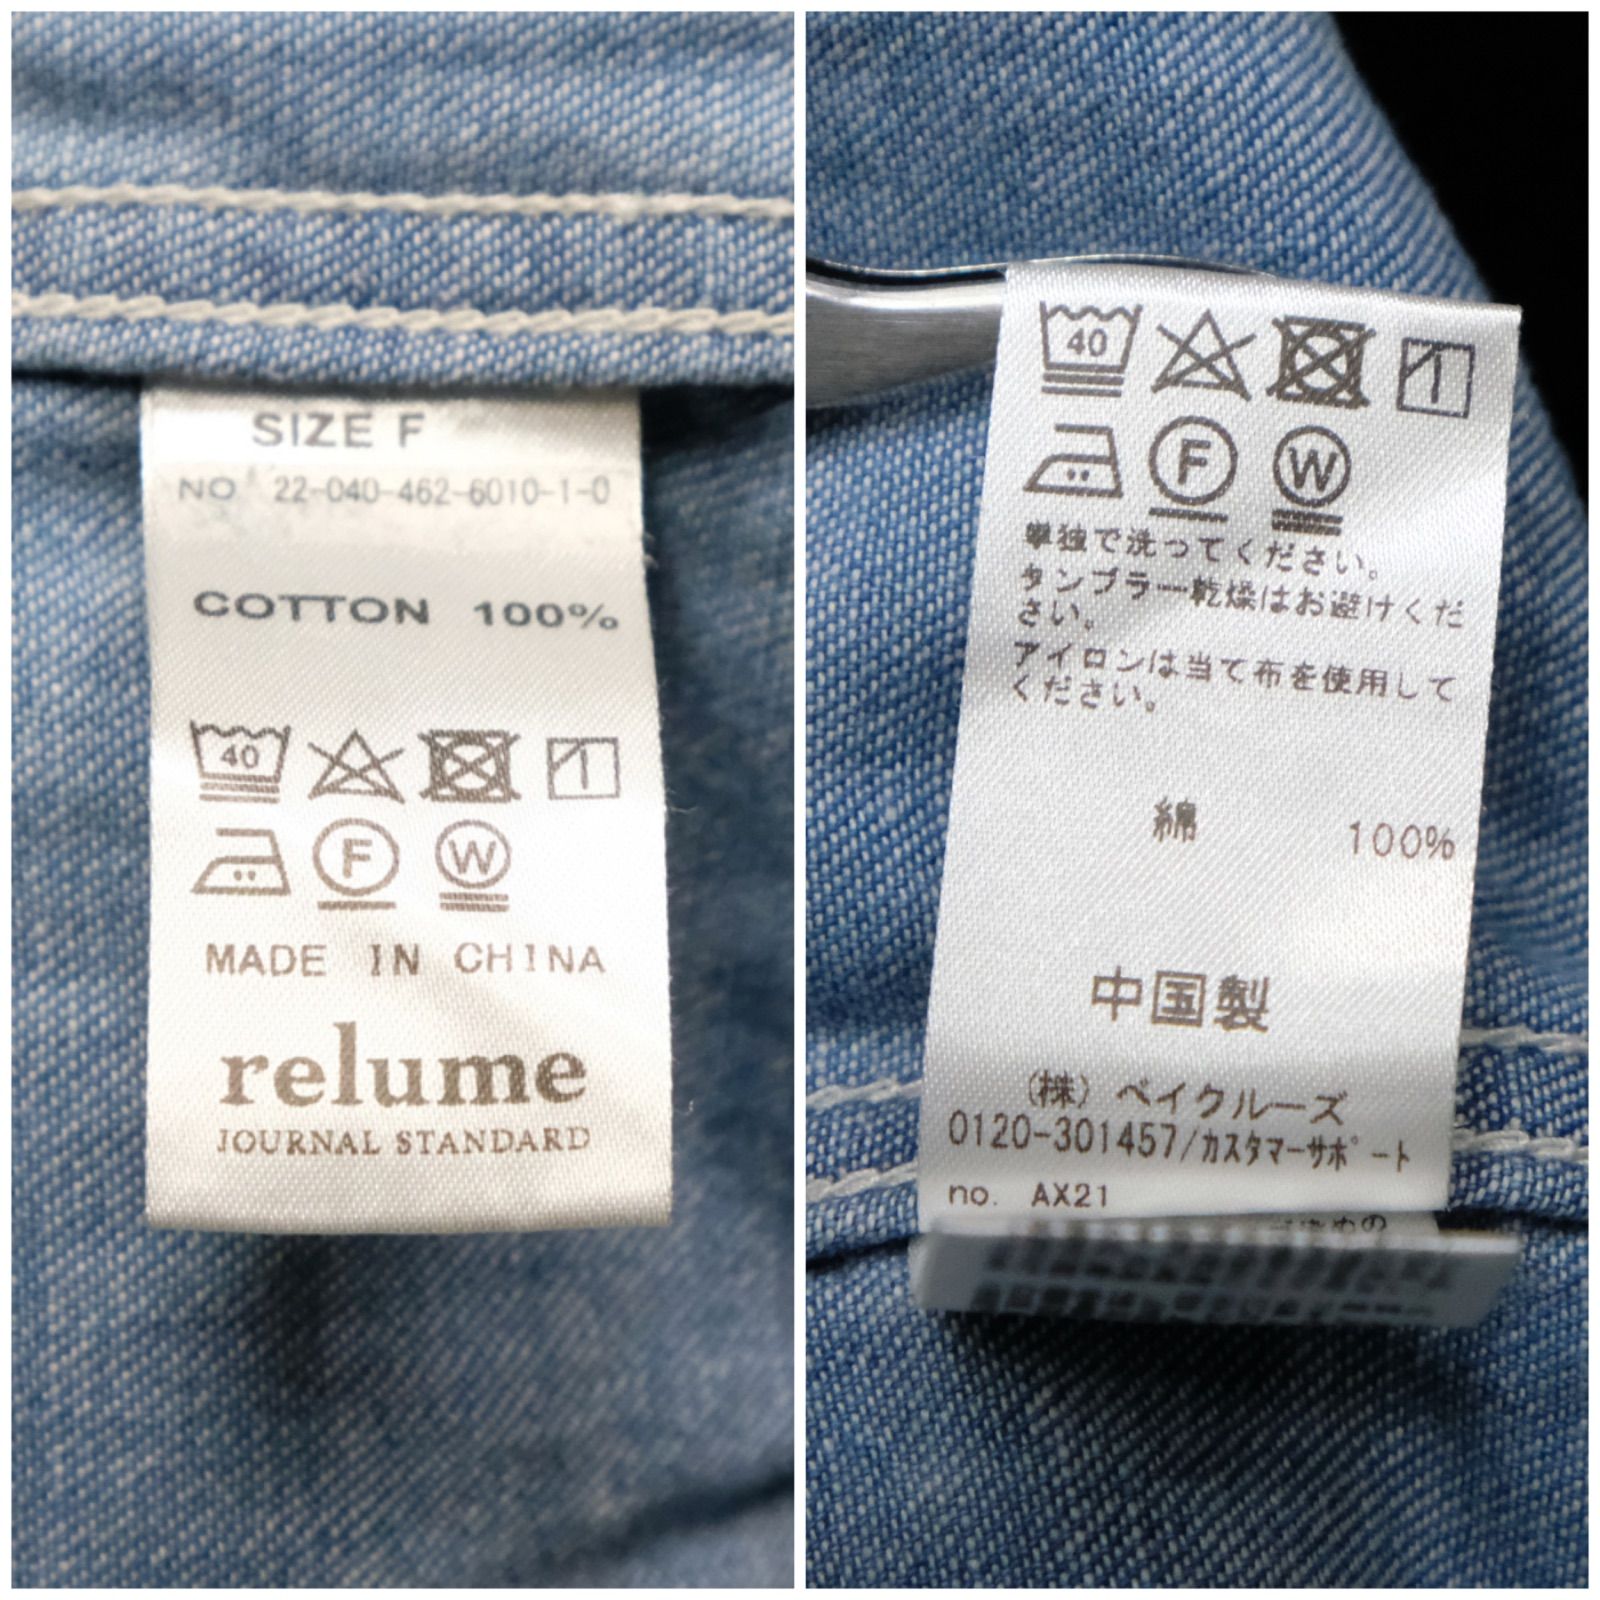 SIZE F
NO 22-040-462-6010-1-0
COTTON 100%
40
F W
MADE IN CHINA
relume
JOURNAL STANDARD
40
F W
単独で洗ってください。
タンブラー乾燥はお避けくだ
さい。
アイロンは当て布を使用して
ください。
綿 100%
中国製
(株) ベイクルーズ
0120-301457/カスタマーサポート
no. AX21